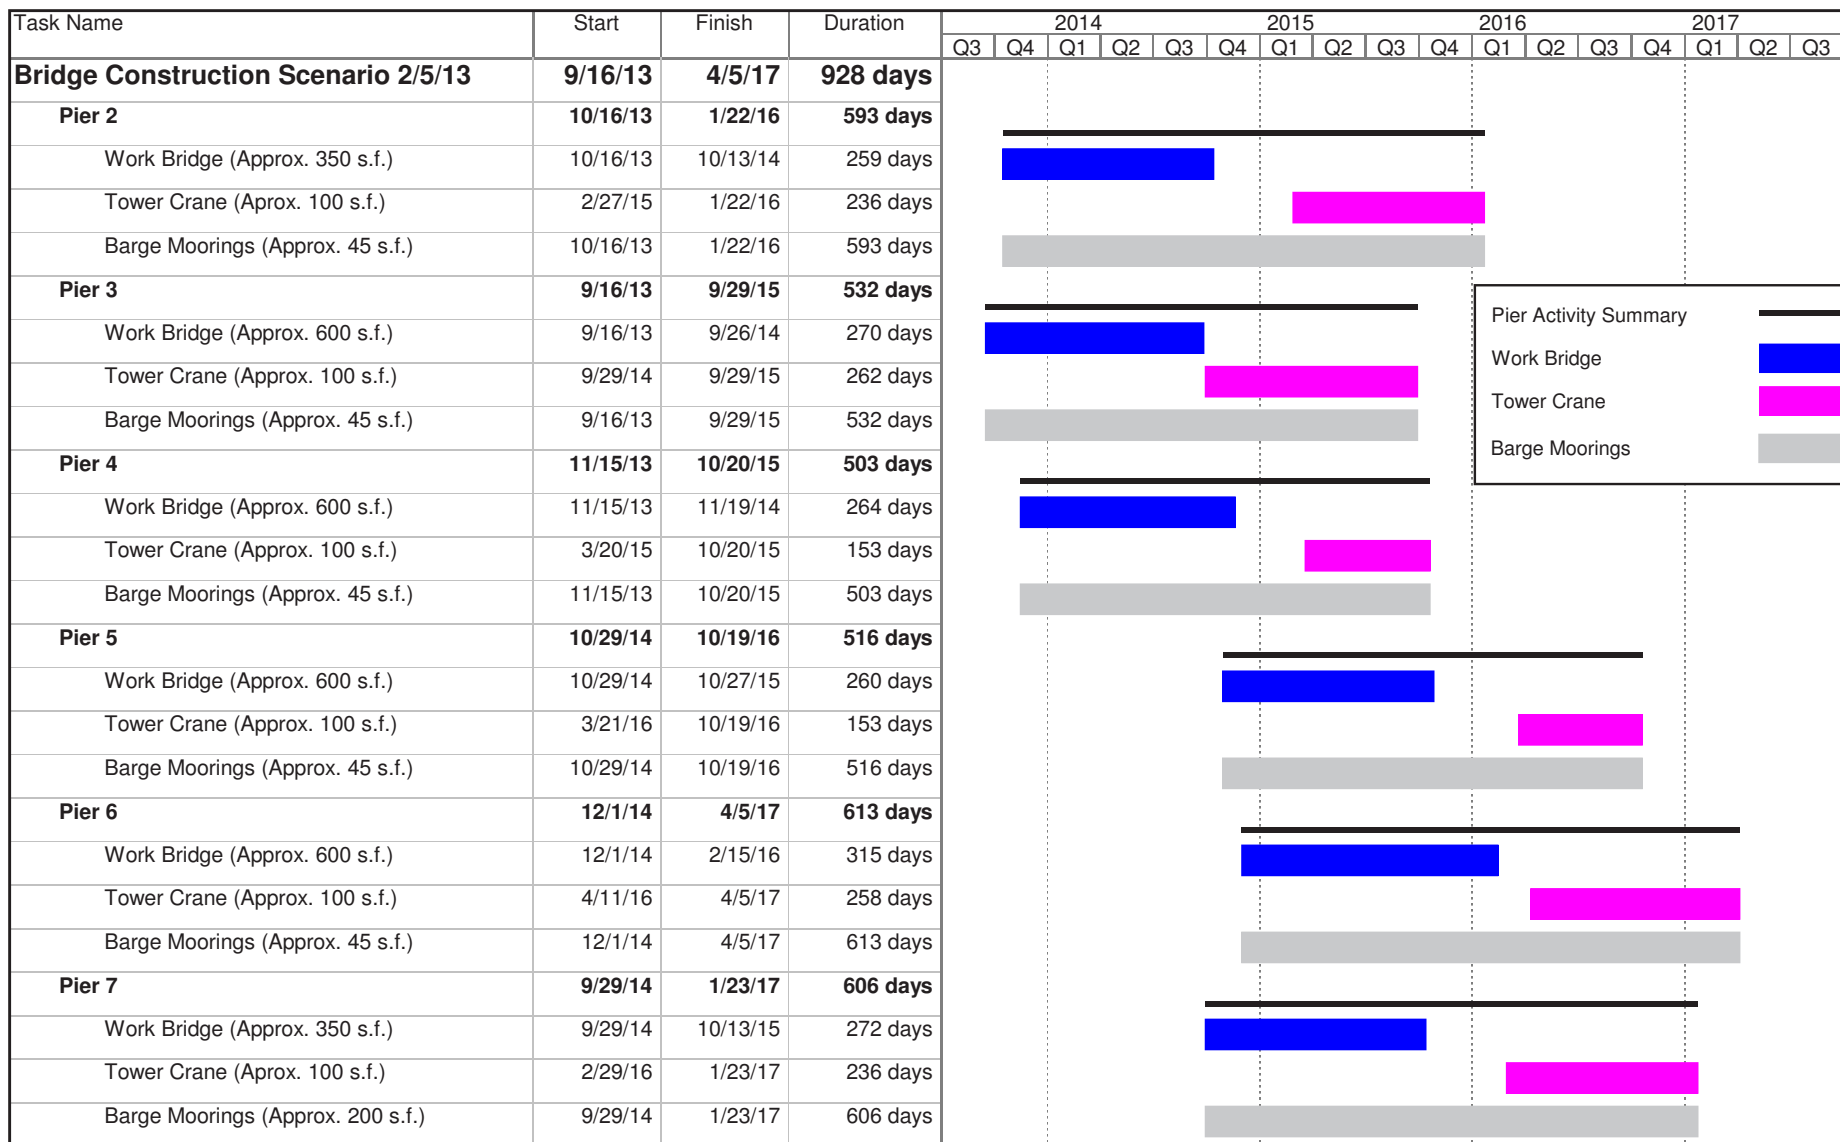 Task Name Start Finish Duration 2014 2015 2016 2017
Q3 Q4 Q1 Q2 Q3 Q4 Q1 Q2 Q3 Q4 Q1 Q2 Q3 Q4 Q1 Q2 Q3
Bridge Construction Scenario 2/5/13 9/16/13 4/5/17 928 days
Pier 2 10/16/13 1/22/16 593 days
Work Bridge (Approx. 350 s.f.) 10/16/13 10/13/14 259 days
Tower Crane (Aprox. 100 s.f.) 2/27/15 1/22/16 236 days
Barge Moorings (Approx. 45 s.f.) 10/16/13 1/22/16 593 days
Pier 3 9/16/13 9/29/15 532 days
Pier Activity Summary
Work Bridge (Approx. 600 s.f.) 9/16/13 9/26/14 270 days
Work Bridge
Tower Crane (Approx. 100 s.f.) 9/29/14 9/29/15 262 days
Tower Crane
Barge Moorings (Approx. 45 s.f.) 9/16/13 9/29/15 532 days
Barge Moorings
Pier 4 11/15/13 10/20/15 503 days
Work Bridge (Approx. 600 s.f.) 11/15/13 11/19/14 264 days
Tower Crane (Approx. 100 s.f.) 3/20/15 10/20/15 153 days
Barge Moorings (Approx. 45 s.f.) 11/15/13 10/20/15 503 days
Pier 5 10/29/14 10/19/16 516 days
Work Bridge (Approx. 600 s.f.) 10/29/14 10/27/15 260 days
Tower Crane (Approx. 100 s.f.) 3/21/16 10/19/16 153 days
Barge Moorings (Approx. 45 s.f.) 10/29/14 10/19/16 516 days
Pier 6 12/1/14 4/5/17 613 days
Work Bridge (Approx. 600 s.f.) 12/1/14 2/15/16 315 days
Tower Crane (Approx. 100 s.f.) 4/11/16 4/5/17 258 days
Barge Moorings (Approx. 45 s.f.) 12/1/14 4/5/17 613 days
Pier 7 9/29/14 1/23/17 606 days
Work Bridge (Approx. 350 s.f.) 9/29/14 10/13/15 272 days
Tower Crane (Aprox. 100 s.f.) 2/29/16 1/23/17 236 days
Barge Moorings (Approx. 200 s.f.) 9/29/14 1/23/17 606 days